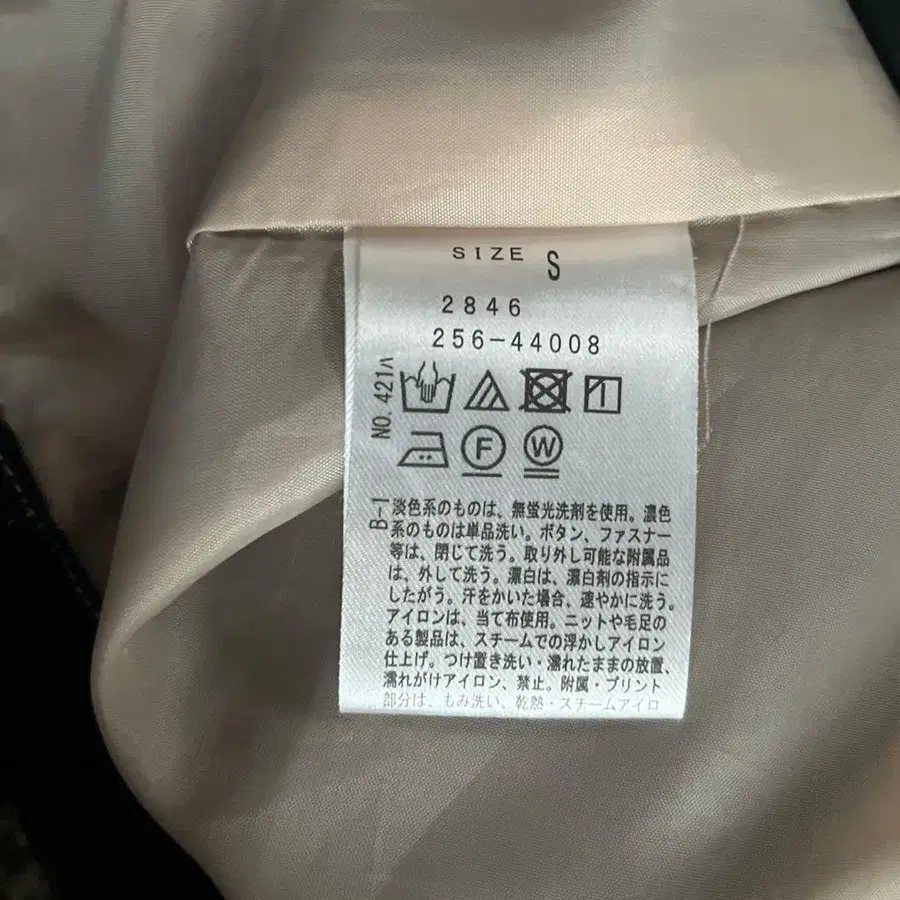 SIZE S
2846
256-44008
NO.421ハ
F W
B-1
淡色系のものは、無蛍光洗剤を使用。濃色
系のものは単品洗い。ボタン、ファスナー
等は、閉じて洗う。取り外し可能な附属品
は、外して洗う。漂白は、漂白剤の指示に
したがう。汗をかいた場合、速やかに洗う。
アイロンは、当て布使用。ニットや毛足の
ある製品は、スチームでの浮かしアイロン
仕上げ。つけ置き洗い・濡れたままの放置、
濡れがけアイロン、禁止。附属・プリント
部分は、もみ洗い、乾熱・スチームアイロ